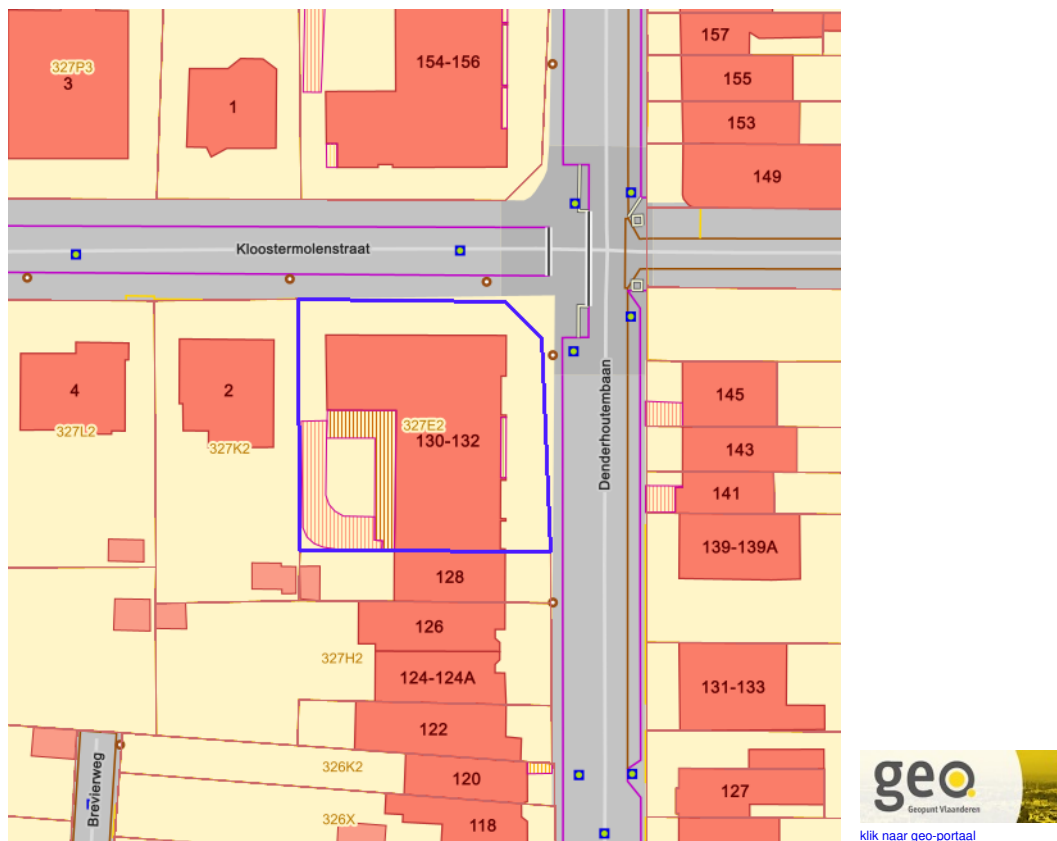 157
154-156
327P3
3
155
1
153
149
Kloostermolenstraat
Denderhoutembaan
4
2
145
327L2
327K2
327E2
130-132
143
141
139-139A
128
126
327H2
124-124A
131-133
122
326K2
120
127
Brevierweg
326X
118
geo
Geopunt Vlaanderen
klik naar geo-portaal